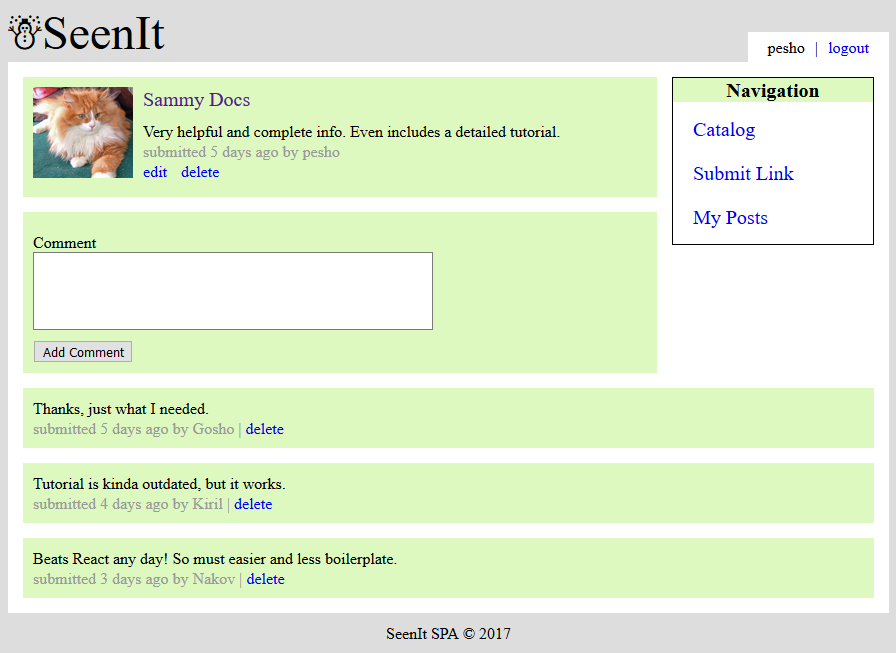 ☃SeenIt
pesho | logout
Sammy Docs
Very helpful and complete info. Even includes a detailed tutorial.
submitted 5 days ago by pesho
edit delete
Navigation
Catalog
Submit Link
My Posts
Comment
Add Comment
Thanks, just what I needed.
submitted 5 days ago by Gosho | delete
Tutorial is kinda outdated, but it works.
submitted 4 days ago by Kiril | delete
Beats React any day! So must easier and less boilerplate.
submitted 3 days ago by Nakov | delete
SeenIt SPA © 2017